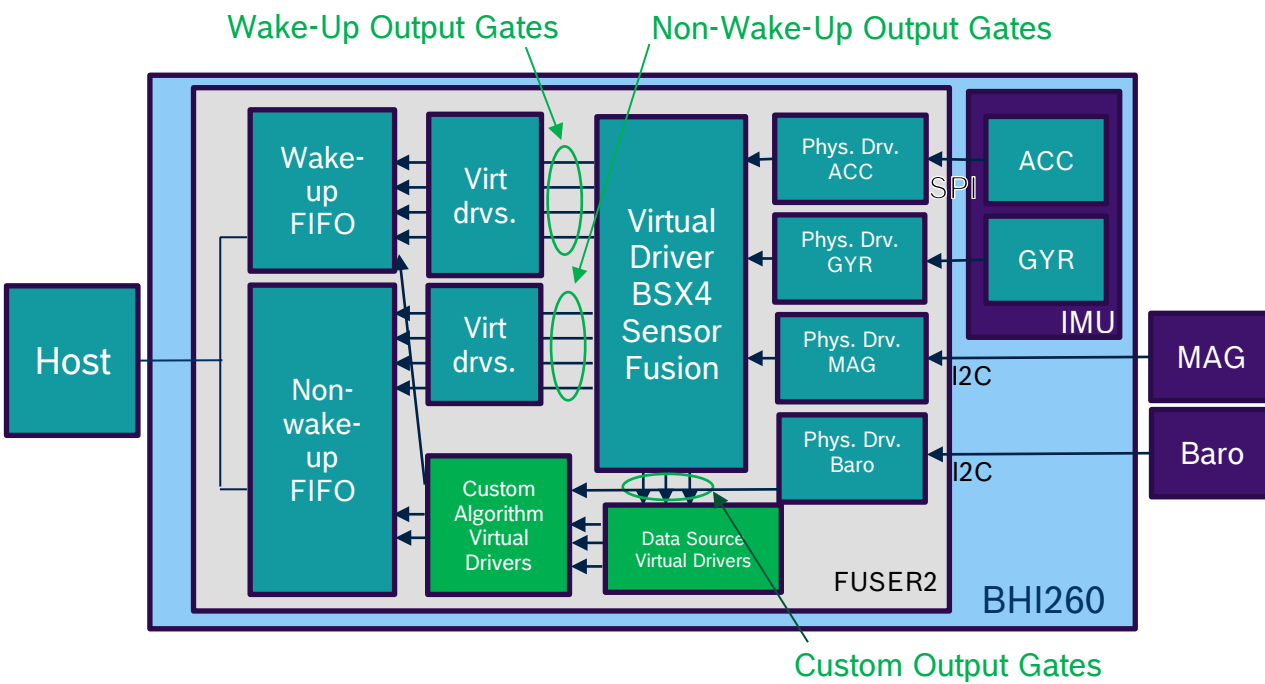 Wake-Up Output Gates
Non-Wake-Up Output Gates
Wake-
up
FIFO
Virt
drvs.
Virtual
Driver
BSX4
Sensor
Fusion
Phys. Drv.
ACC
SPI
ACC
Phys. Drv.
GYR
GYR
IMU
Host
Non-
wake-
up
FIFO
Virt
drvs.
Phys. Drv.
MAG
I2C
MAG
Phys. Drv.
Baro
I2C
Baro
Custom
Algorithm
Virtual
Drivers
Data Source
Virtual Drivers
FUSER2
BHI260
Custom Output Gates